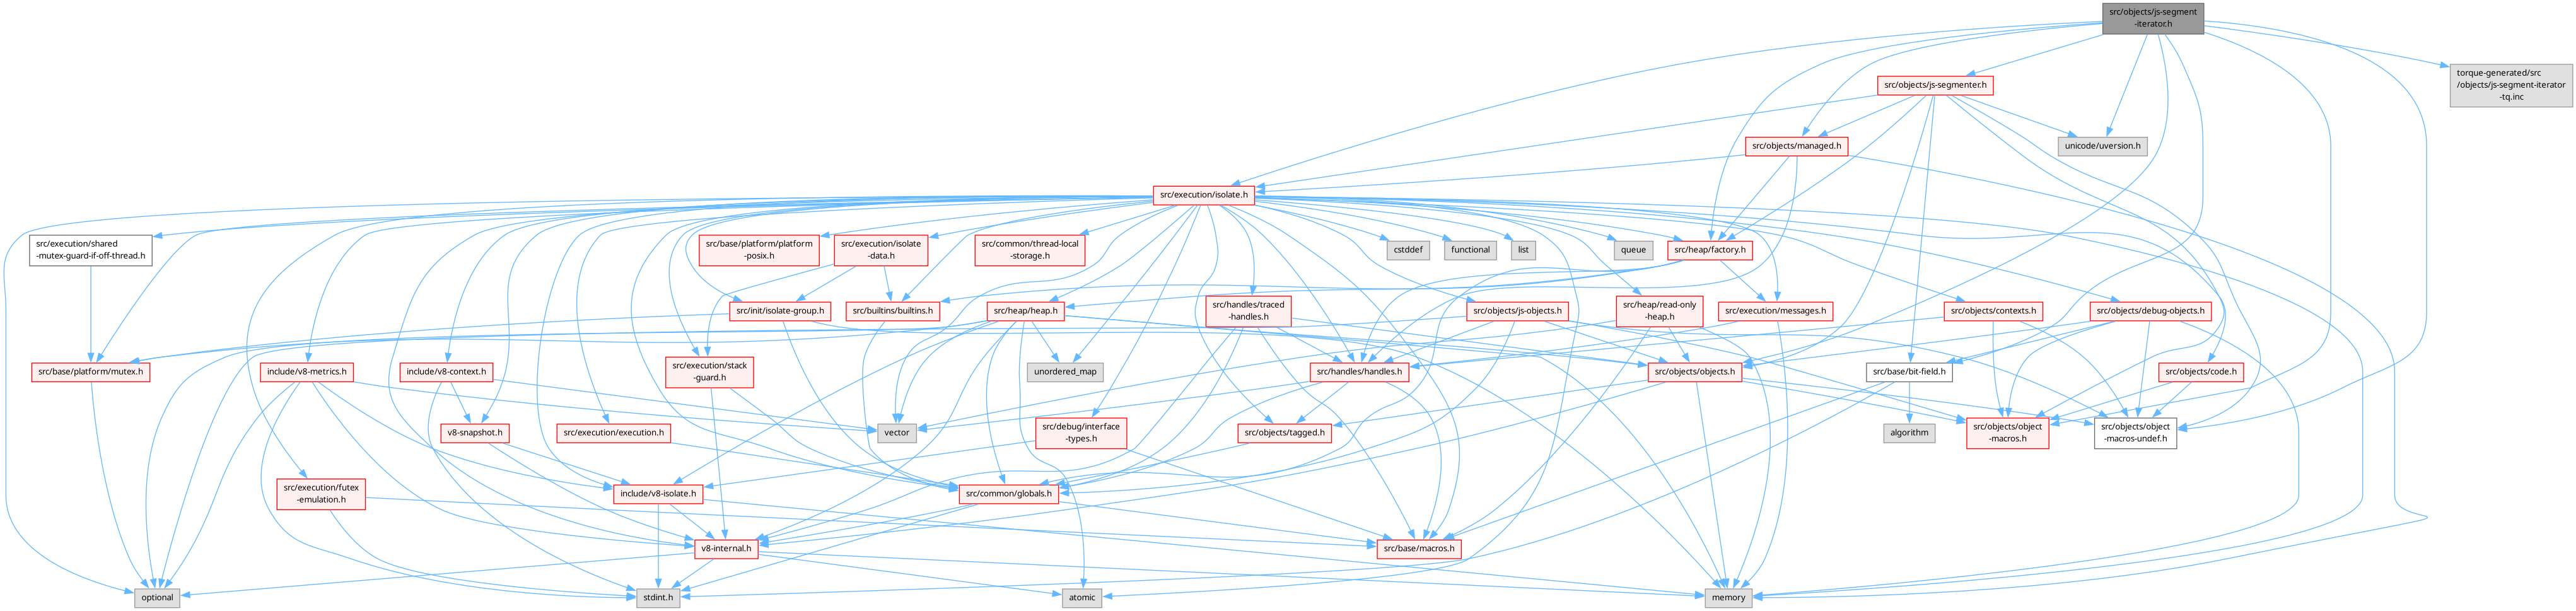 src/objects/js-segment
-iterator.h
torque-generated/src
/objects/js-segment-iterator
-tq.inc
src/objects/js-segmenter.h
src/objects/managed.h
unicode/uversion.h
src/execution/isolate.h
src/execution/shared
-mutex-guard-if-off-thread.h
src/base/platform/platform
-posix.h
src/execution/isolate
-data.h
src/common/thread-local
-storage.h
cstddef
functional
list
queue
src/heap/factory.h
src/init/isolate-group.h
src/builtins/builtins.h
src/heap/heap.h
src/handles/traced
-handles.h
src/objects/js-objects.h
src/heap/read-only
-heap.h
src/execution/messages.h
src/objects/contexts.h
src/objects/debug-objects.h
src/base/platform/mutex.h
include/v8-metrics.h
include/v8-context.h
src/execution/stack
-guard.h
unordered_map
src/handles/handles.h
src/objects/objects.h
src/base/bit-field.h
src/objects/code.h
v8-snapshot.h
src/execution/execution.h
vector
src/debug/interface
-types.h
src/objects/tagged.h
algorithm
src/objects/object
-macros.h
src/objects/object
-macros-undef.h
src/execution/futex
-emulation.h
include/v8-isolate.h
src/common/globals.h
v8-internal.h
src/base/macros.h
optional
stdint.h
atomic
memory